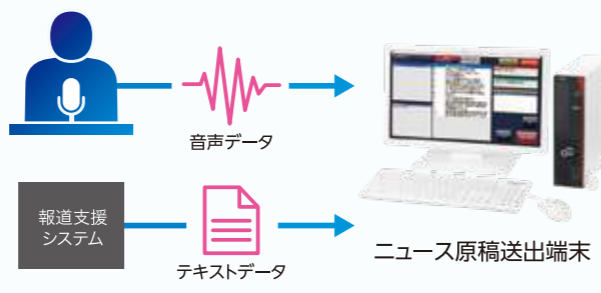 音声データ
報道支援
システム
テキストデータ
ニュース原稿送出端末